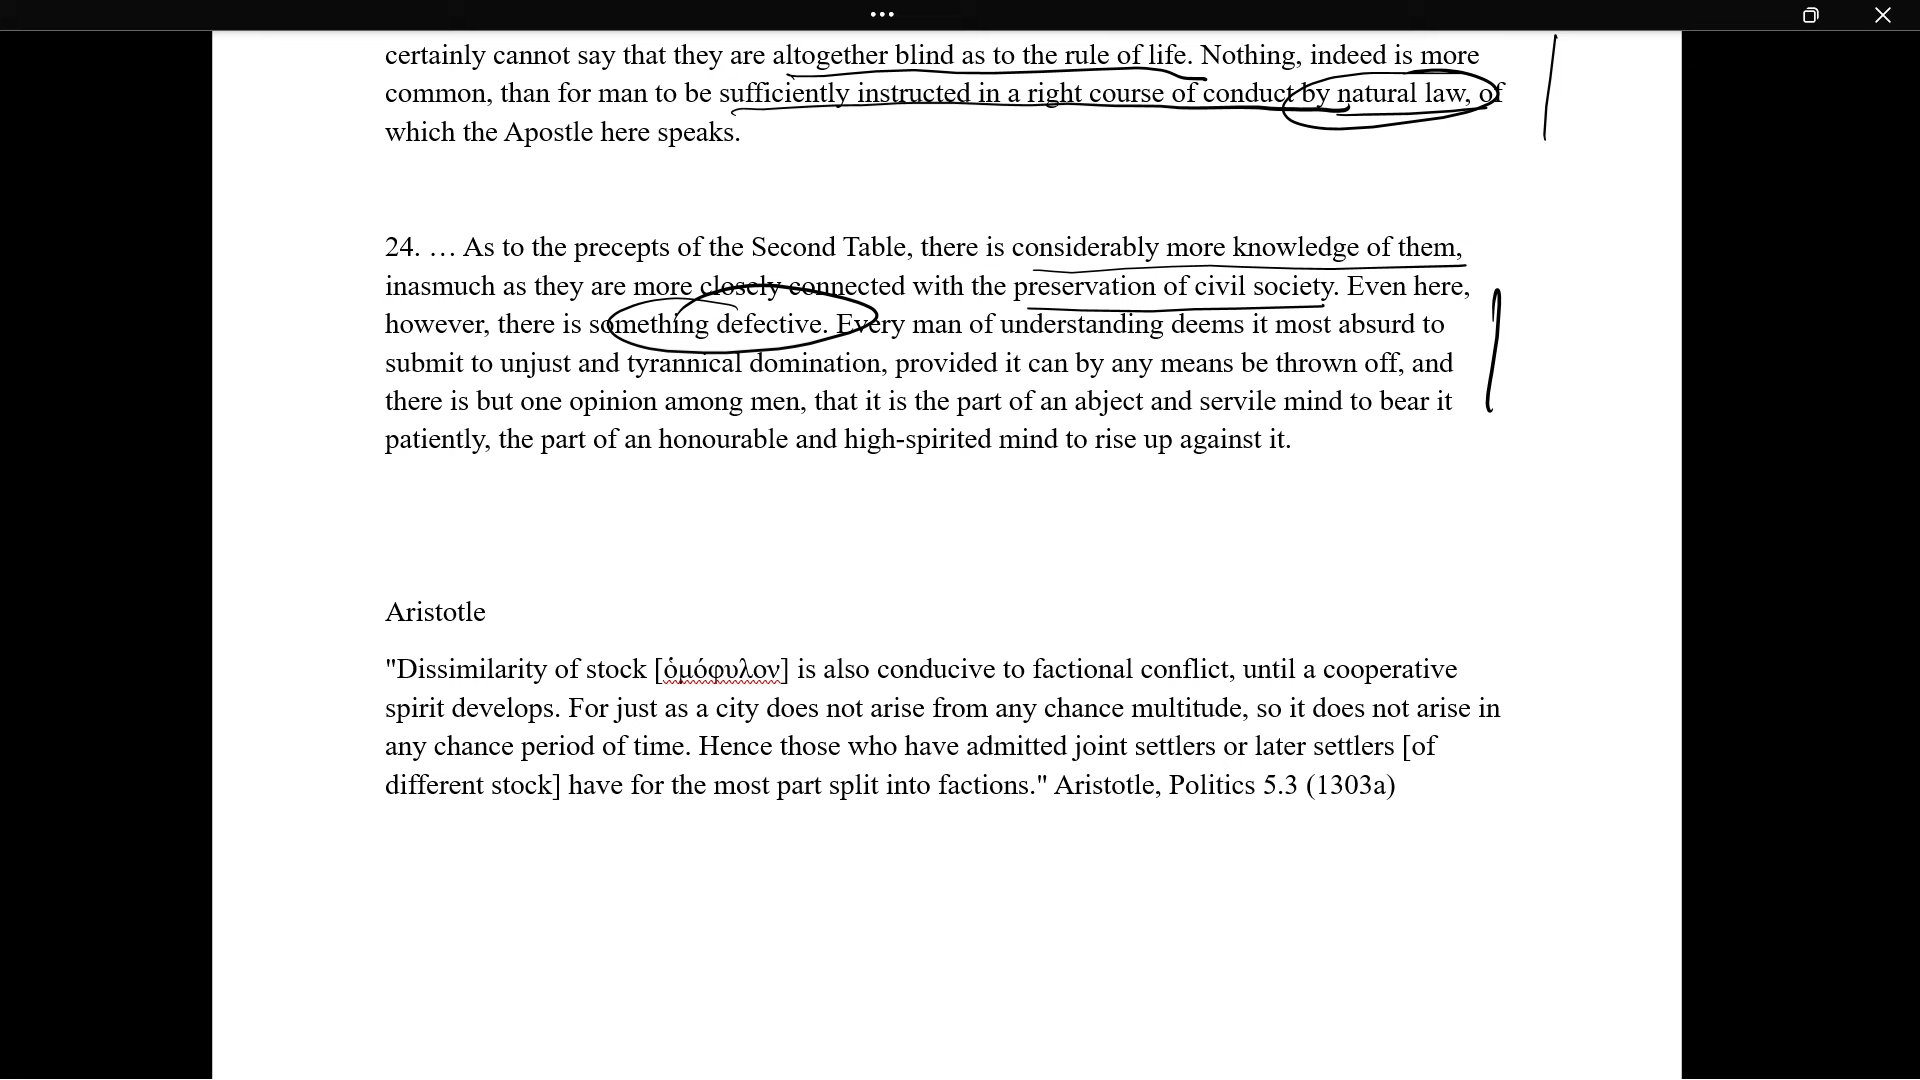 certainly cannot say that they are altogether blind as to the rule of life. Nothing, indeed is more
common, than for man to be sufficiently instructed in a right course of conduct by natural law, of
which the Apostle here speaks.
24. … As to the precepts of the Second Table, there is considerably more knowledge of them,
inasmuch as they are more closely connected with the preservation of civil society. Even here,
however, there is something defective. Every man of understanding deems it most absurd to
submit to unjust and tyrannical domination, provided it can by any means be thrown off, and
there is but one opinion among men, that it is the part of an abject and servile mind to bear it
patiently, the part of an honourable and high-spirited mind to rise up against it.
Aristotle
"Dissimilarity of stock [ὁμόφυλον] is also conducive to factional conflict, until a cooperative
spirit develops. For just as a city does not arise from any chance multitude, so it does not arise in
any chance period of time. Hence those who have admitted joint settlers or later settlers [of
different stock] have for the most part split into factions." Aristotle, Politics 5.3 (1303a)